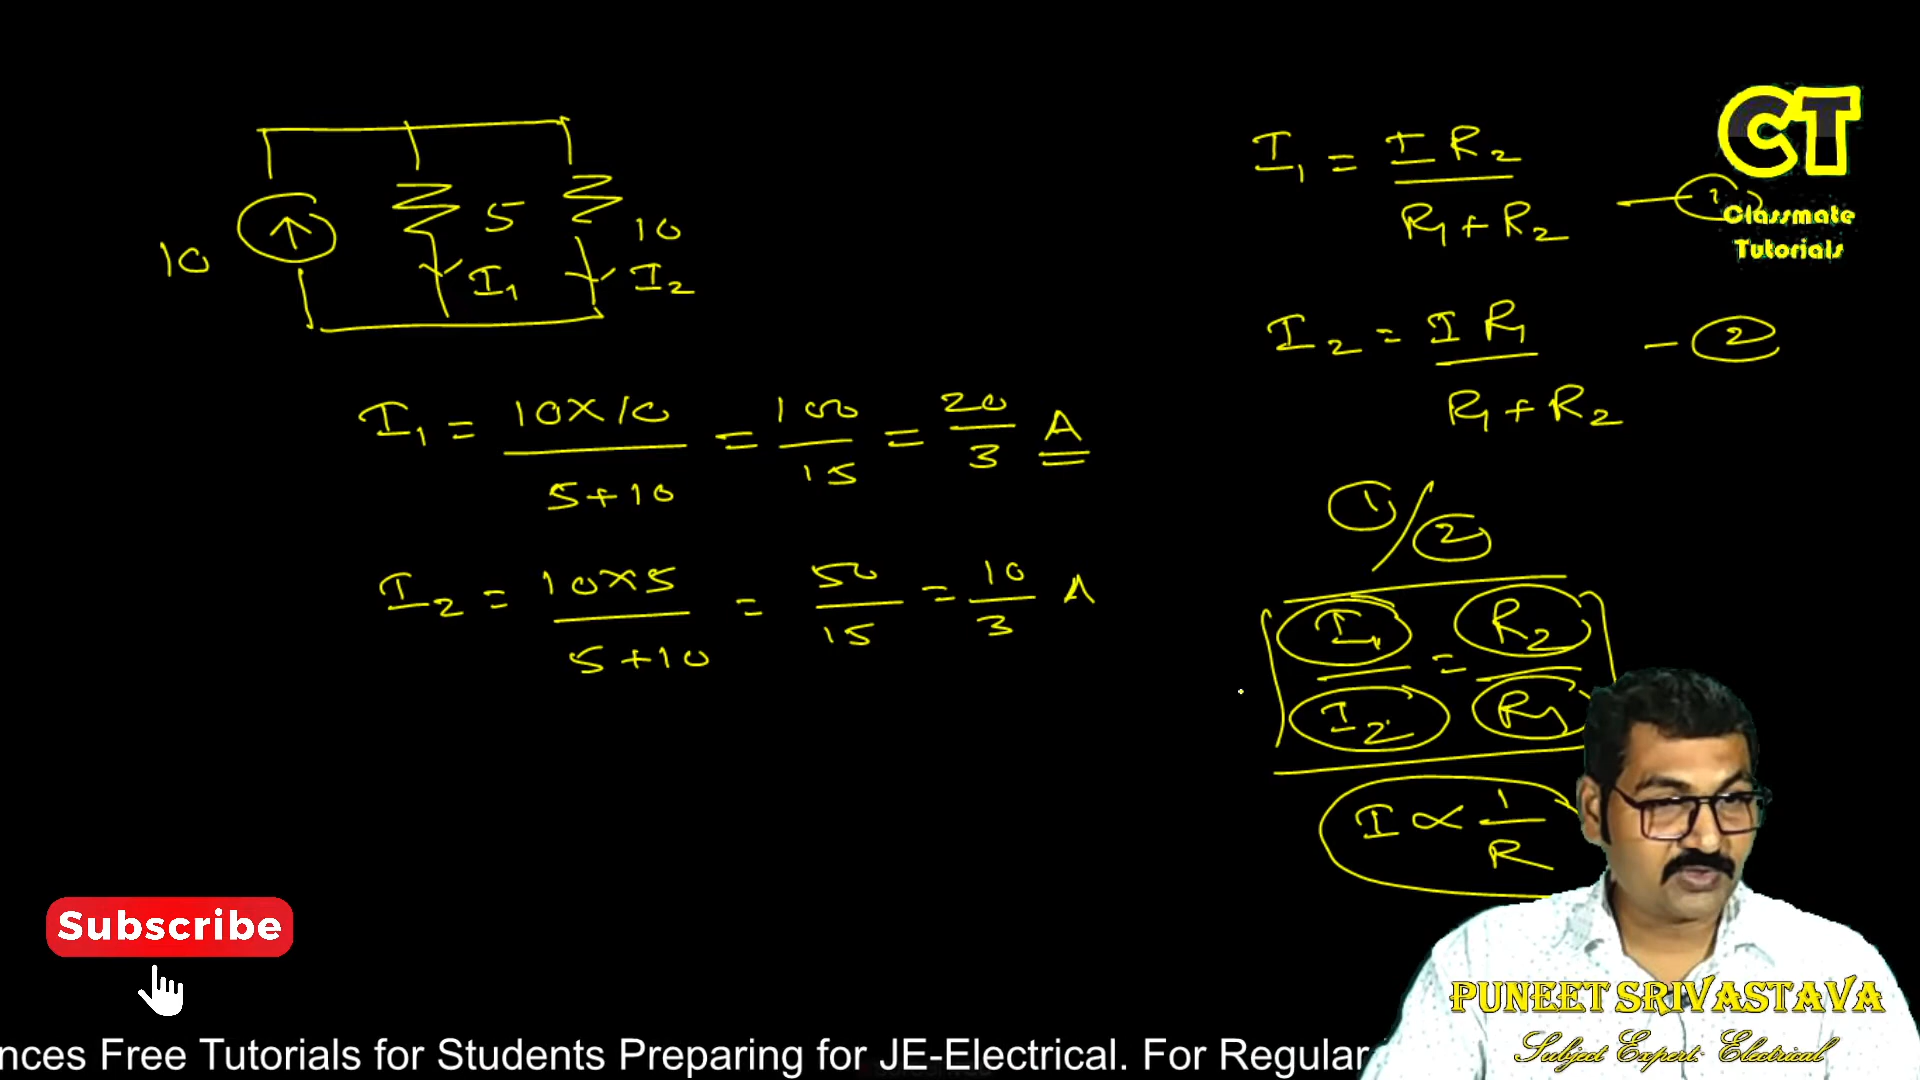 10
5
10
I₁
I₂
I₁ = 10×10 / 5+10 = 100/15 = 20/3 A
I₂ = 10×5 / 5+10 = 50/15 = 10/3 A
I₁ = I R₂ / R₁+R₂ — ①
I₂ = I R₁ / R₁+R₂ — ②
①/②
I₁/I₂ = R₂/R₁
I ∝ 1/R
CT
Classmate
Tutorials
Subscribe
PUNEET SRIVASTAVA
Subject Expert: Electrical
nces Free Tutorials for Students Preparing for JE-Electrical. For Regular